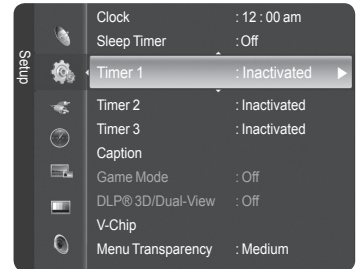 Setup
Clock : 12 : 00 am
Sleep Timer : Off
Timer 1 : Inactivated
Timer 2 : Inactivated
Timer 3 : Inactivated
Caption
Game Mode : Off
DLP® 3D/Dual-View : Off
V-Chip
Menu Transparency : Medium